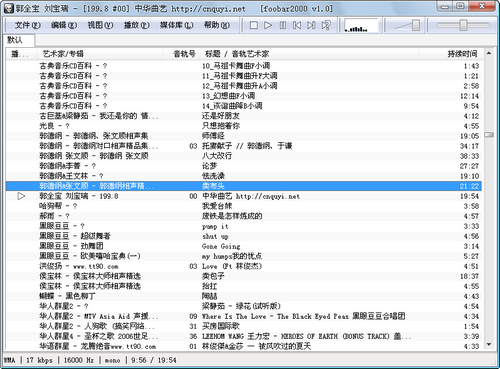 郭全宝 刘宝瑞 - [199.8 #00] 中华曲艺 http://cnquyi.net [foobar2000 v1.0]
文件(F) 编辑(E) 视图(V) 播放(P) 媒体库(L) 帮助(H)
默认
播... 艺术家/专辑 音轨号 标题 / 音轨艺术家 持续时间
古典音乐CD百科 - ? 10_马祖卡舞曲F小调 1:43
古典音乐CD百科 - ? 11_马祖卡舞曲升F大调 1:21
古典音乐CD百科 - ? 12_马祖卡舞曲升A小调 2:58
古典音乐CD百科 - ? 13_幻想曲F小调 12:14
古典音乐CD百科 - ? 14_诙谐曲降B小调 9:54
古巨基&梁静茹 - 我还是你的 情... 还是好朋友 4:12
光良 - ? 只想抱着你 4:55
郭德纲 - 郭德纲、张文顺相声集 师傅经 19:05
郭德纲 - 郭德纲对口相声精品集... 03 托妻献子 // 郭德纲、于谦 34:17
郭德纲 张文顺 - 郭德纲 张文顺 八大改行 38:33
郭德纲&李菁 - ? 论梦 27:27
郭德纲&王文林 - ? 怯洗澡 19:10
郭德纲&张文顺 - 郭德纲相声精... 卖布头 21:22
郭全宝 刘宝瑞 - 199.8 00 中华曲艺 http://cnquyi.net 19:54
哈狗帮 - ? 我爱台妹 3:58
郝雨 - ? 废铁是怎样炼成的 4:57
黑眼豆豆 - ? pump it 3:33
黑眼豆豆 - 超级舞者 shut up 4:56
黑眼豆豆 - 劲舞团 Gone Going 3:14
黑眼豆豆 - 欧美嘻哈宝典(一) my humps我的优点 5:27
洪俊扬 - www.tt90.com 03 Love (Ft 林俊杰) 4:51
侯宝林 - 侯宝林大师相声精选 卖包子 18:37
侯宝林 - 侯宝林大师相声精选 抬杠 4:55
蝴蝶 - 黑色柳丁 陶喆 4:43
华人群星2 - ? 梁静茹 - 绿花(试听版) 4:54
华人群星2 - MTV Asia Aid 声援... 09 Where Is The Love - The Black Eyed Peas 黑眼豆豆合唱团 4:34
华人群星2 - 人狗歌 (搞笑网络... 31 买房国际歌 1:54
华人群星4 - 圣杯之歌 2006世足... 12 LEEHOM WANG 王力宏 - HEROES OF EARTH (BONUS TRACK) 盖... 3:39
华语群星 - 龙腾绝音www.tt90.com 01 林俊杰&金莎 — 被风吹过的夏天 4:33
WMA | 17 kbps | 16000 Hz | mono | 9:56 / 19:54